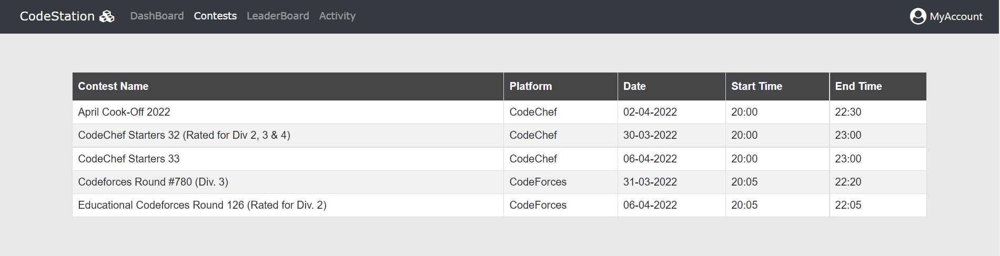 CodeStation DashBoard Contests LeaderBoard Activity MyAccount
Contest Name Platform Date Start Time End Time
April Cook-Off 2022 CodeChef 02-04-2022 20:00 22:30
CodeChef Starters 32 (Rated for Div 2, 3 & 4) CodeChef 30-03-2022 20:00 23:00
CodeChef Starters 33 CodeChef 06-04-2022 20:00 23:00
Codeforces Round #780 (Div. 3) CodeForces 31-03-2022 20:05 22:20
Educational Codeforces Round 126 (Rated for Div. 2) CodeForces 06-04-2022 20:05 22:05